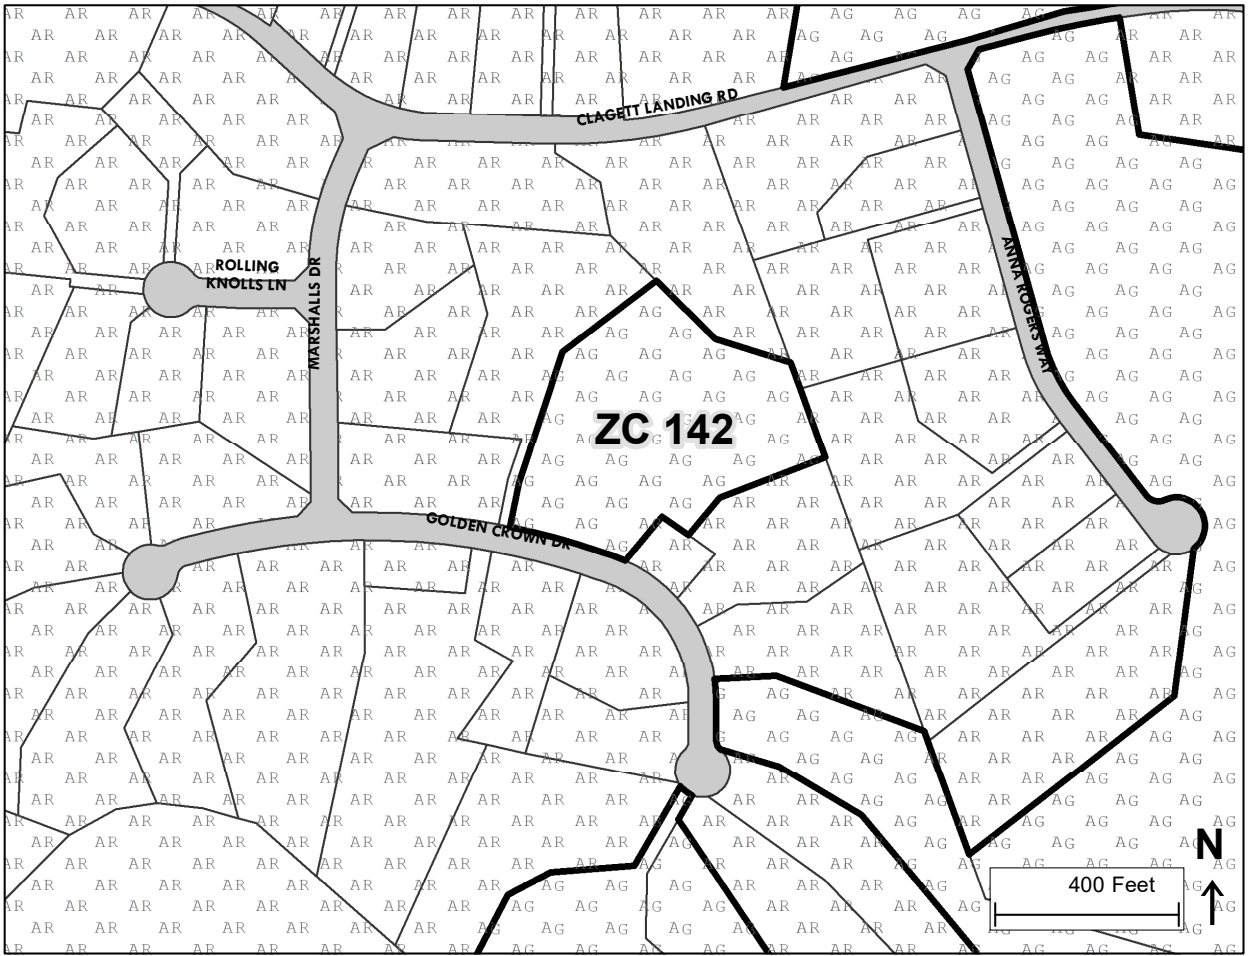 CLAGETT LANDING RD
ROLLING
KNOLLS LN
MARSHALLS DR
ANNA ROGERS WAY
ZC 142
GOLDEN CROWN DR
N
400 Feet
AR
AG